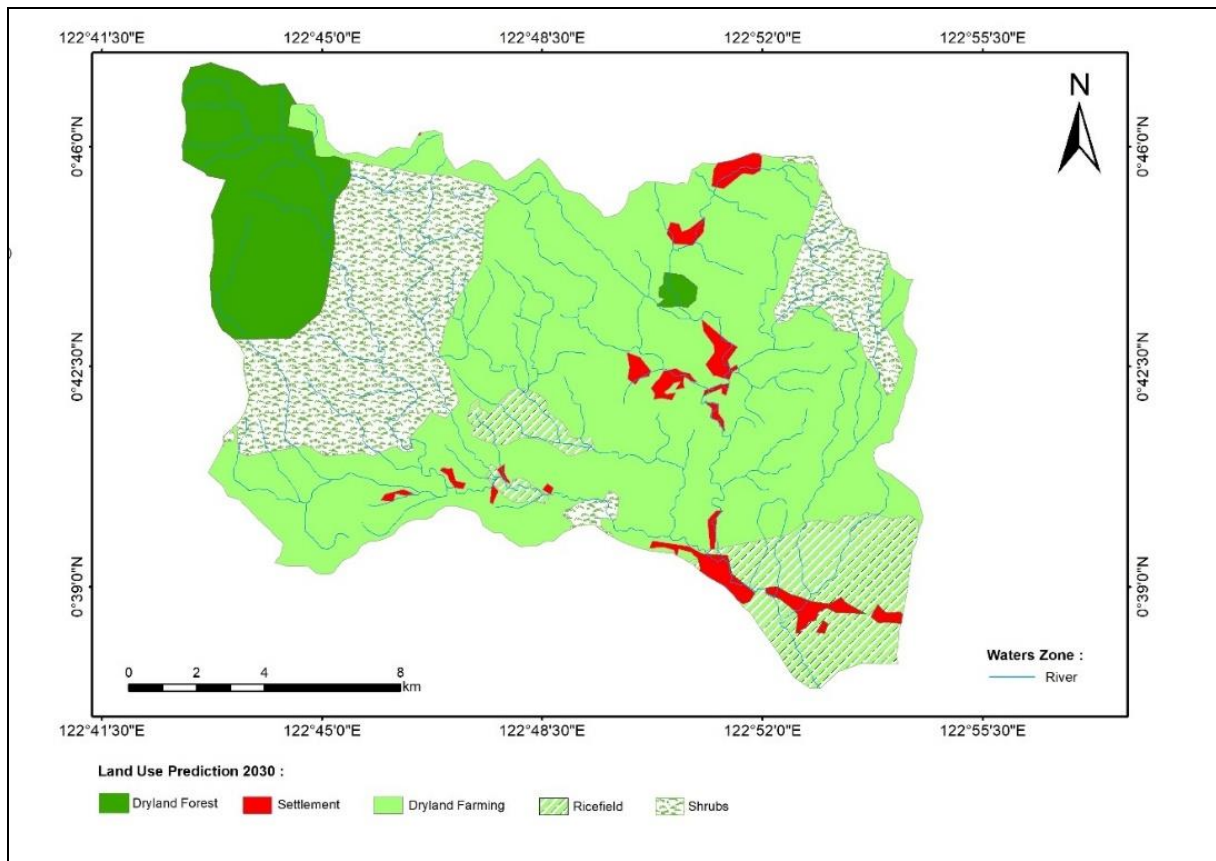 122°41'30"E 122°45'0"E 122°48'30"E 122°52'0"E 122°55'30"E
N
0°46'0"N 0°46'0"N
0°42'30"N 0°42'30"N
0°39'0"N 0°39'0"N
Waters Zone :
River
0 2 4 8
km
122°41'30"E 122°45'0"E 122°48'30"E 122°52'0"E 122°55'30"E
Land Use Prediction 2030 :
Dryland Forest Settlement Dryland Farming Ricefield Shrubs